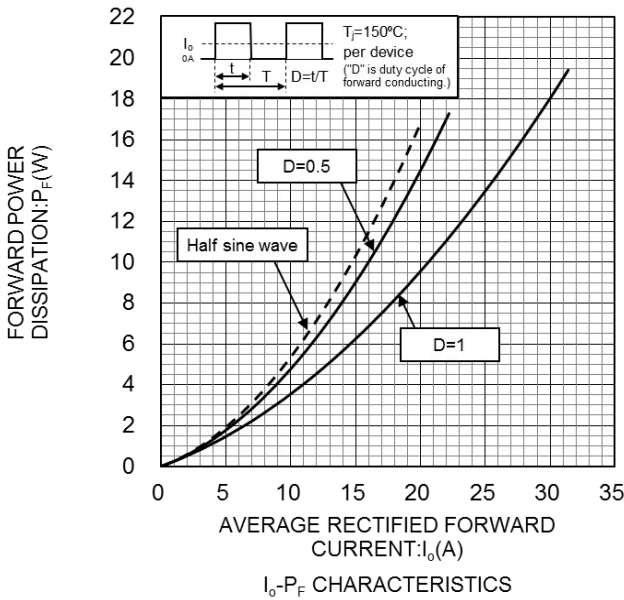 FORWARD POWER
DISSIPATION:PF(W)
22
20
18
16
14
12
10
8
6
4
2
0
Io
0A
t
T
D=t/T
Tj=150℃;
per device
("D" is duty cycle of
forward conducting.)
D=0.5
Half sine wave
D=1
0
5
10
15
20
25
30
35
AVERAGE RECTIFIED FORWARD
CURRENT:Io(A)
Io-PF CHARACTERISTICS